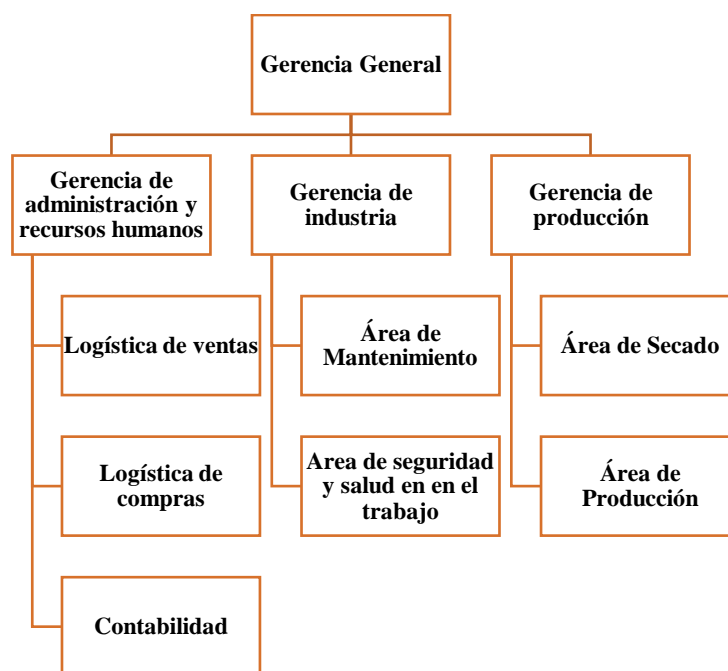 Gerencia General
Gerencia de
administración y
recursos humanos
Gerencia de
industria
Gerencia de
producción
Logística de ventas
Área de
Mantenimiento
Área de Secado
Logística de
compras
Area de seguridad
y salud en en el
trabajo
Área de
Producción
Contabilidad